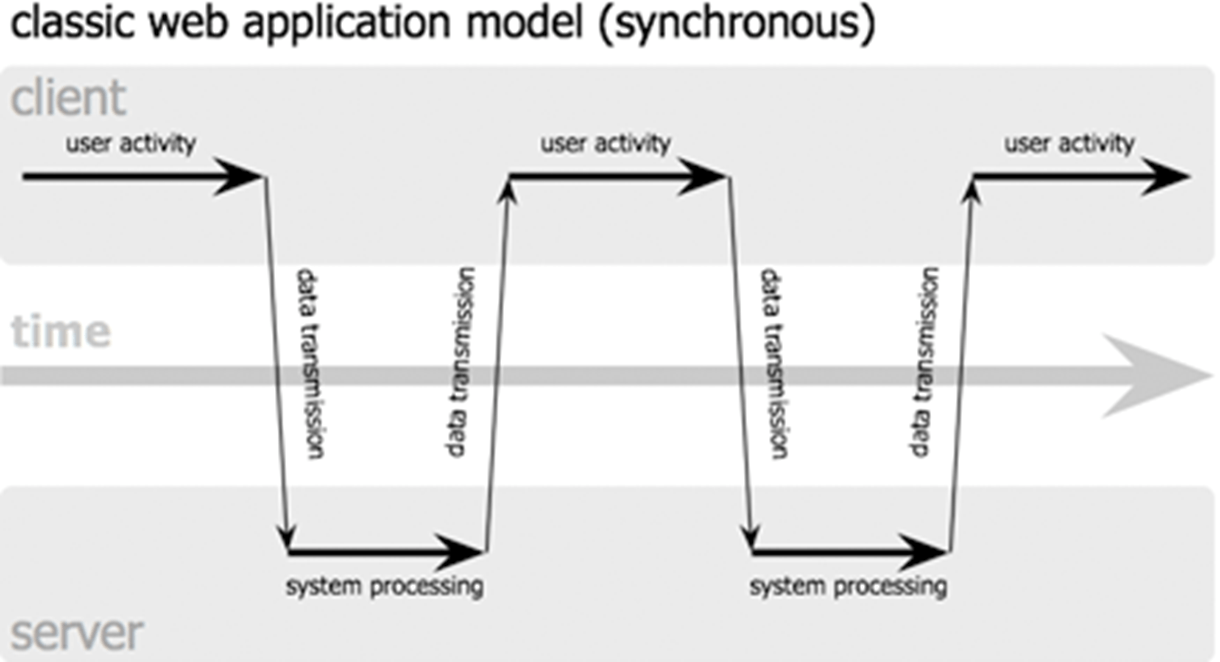 classic web application model (synchronous)
client
user activity
user activity
user activity
data transmission
data transmission
data transmission
data transmission
time
system processing
system processing
server